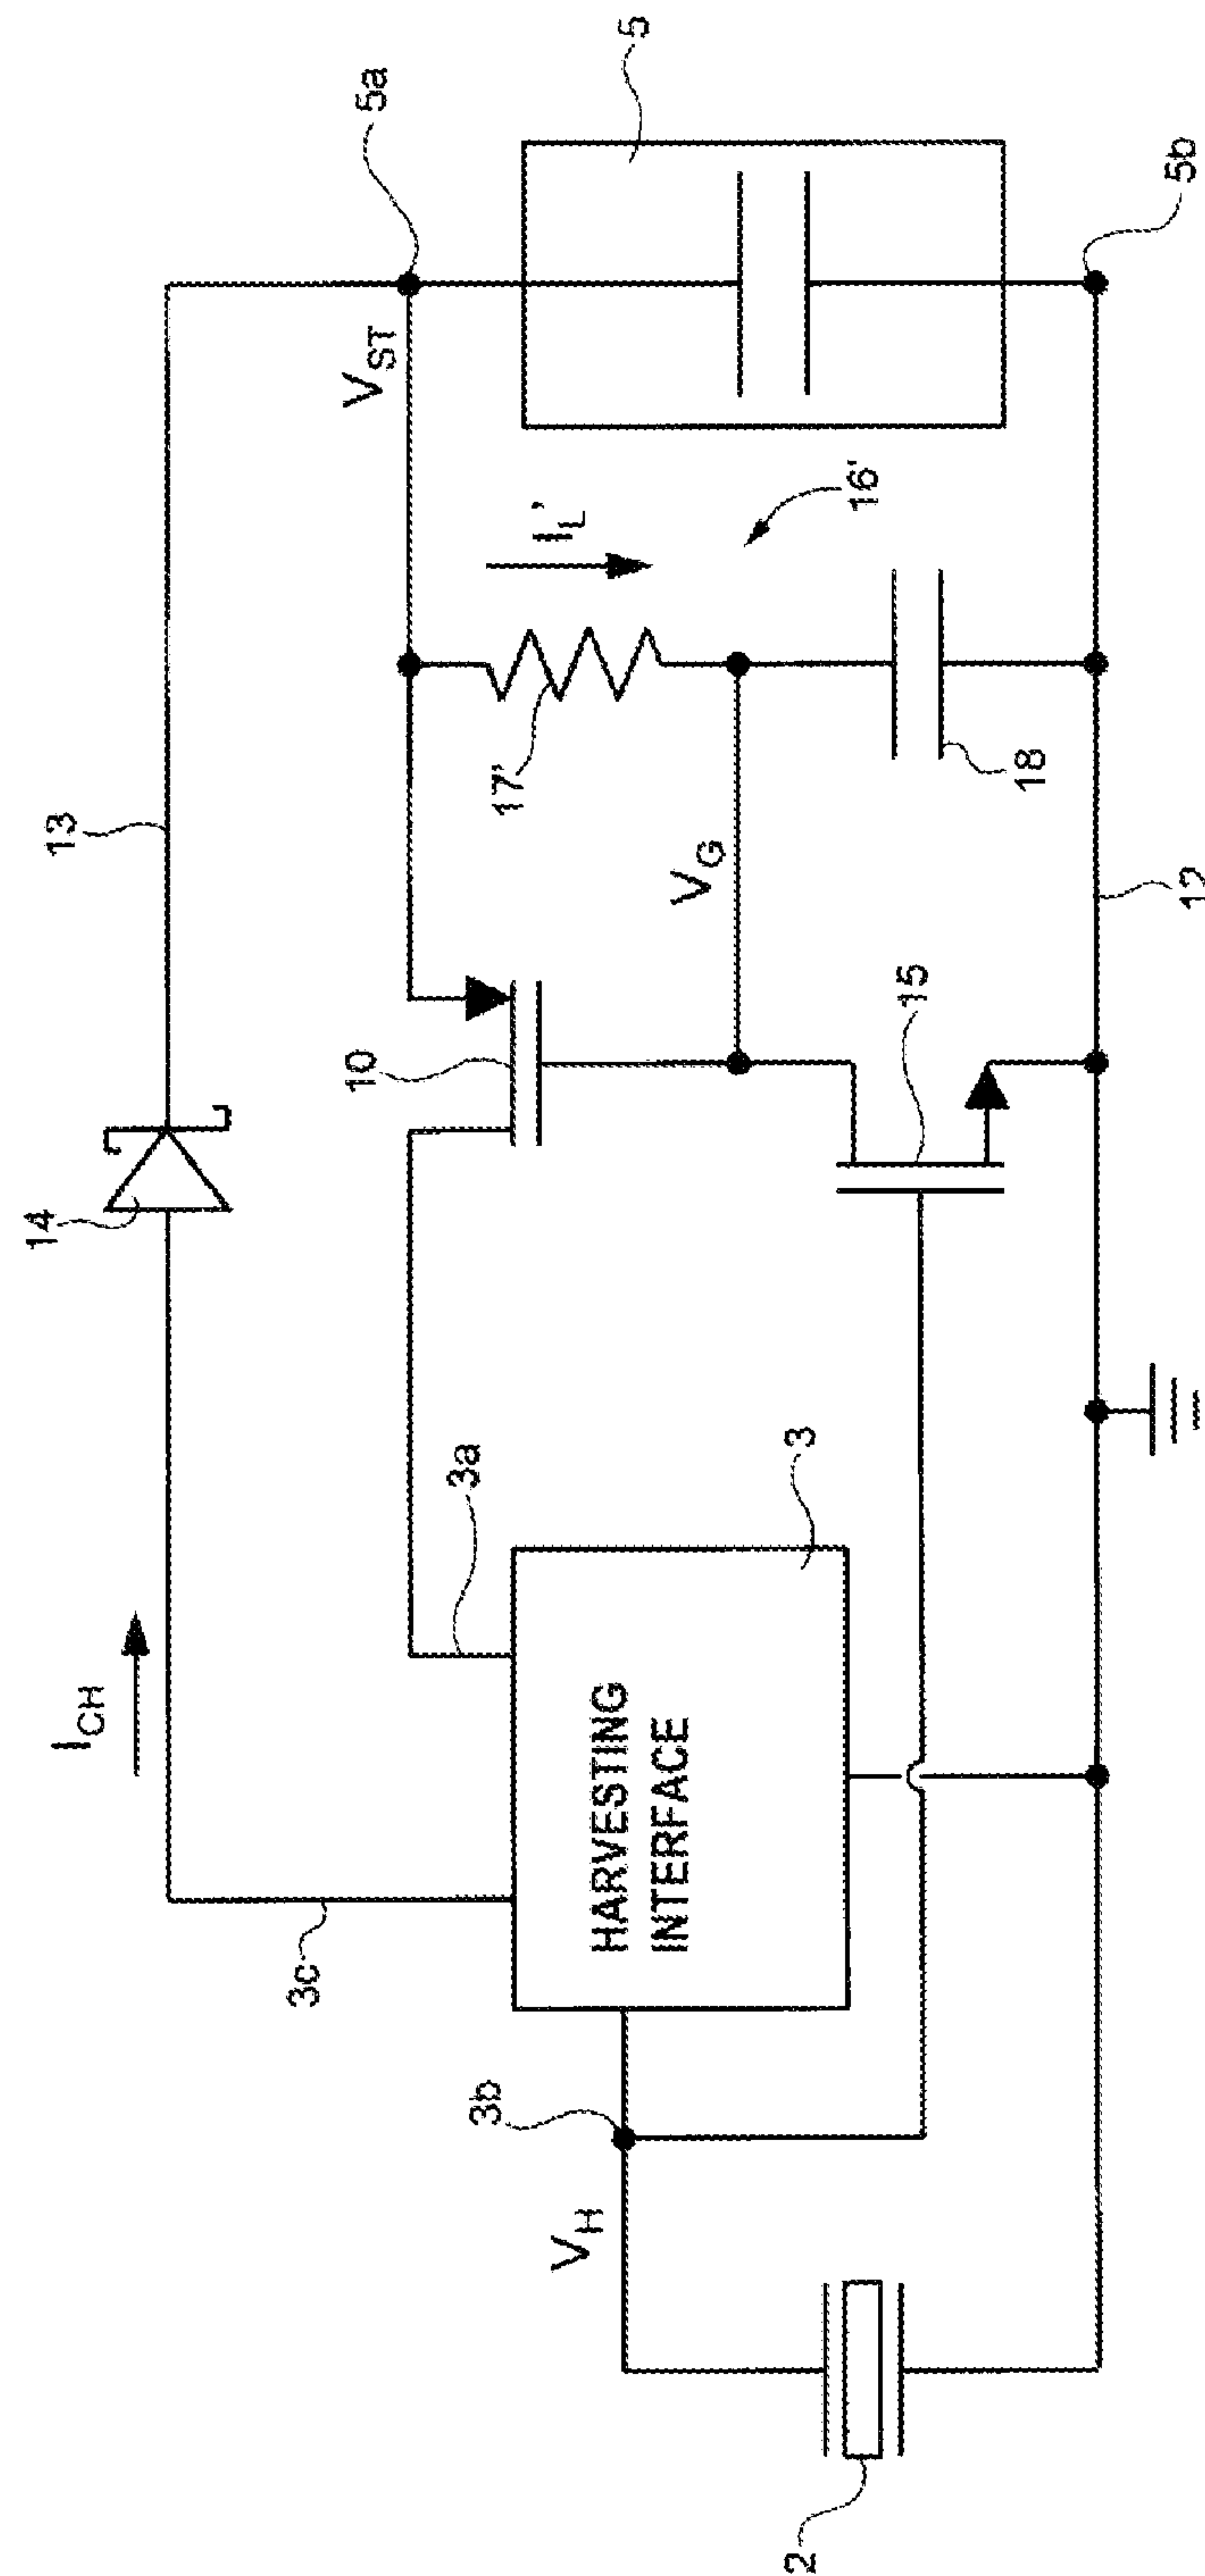 13
14
I_CH
3c
3a
HARVESTING
INTERFACE
3
3b
V_H
2
10
15
V_G
17'
I_L'
16'
18
12
V_ST
5a
5
5b